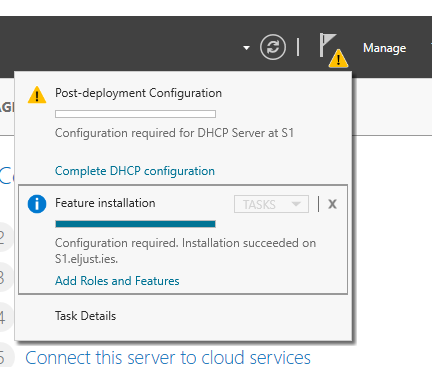 Manage
Post-deployment Configuration
Configuration required for DHCP Server at S1
Complete DHCP configuration
Feature installation
TASKS
X
Configuration required. Installation succeeded on
S1.eljust.ies.
Add Roles and Features
Task Details
2
3
4
5
Connect this server to cloud services